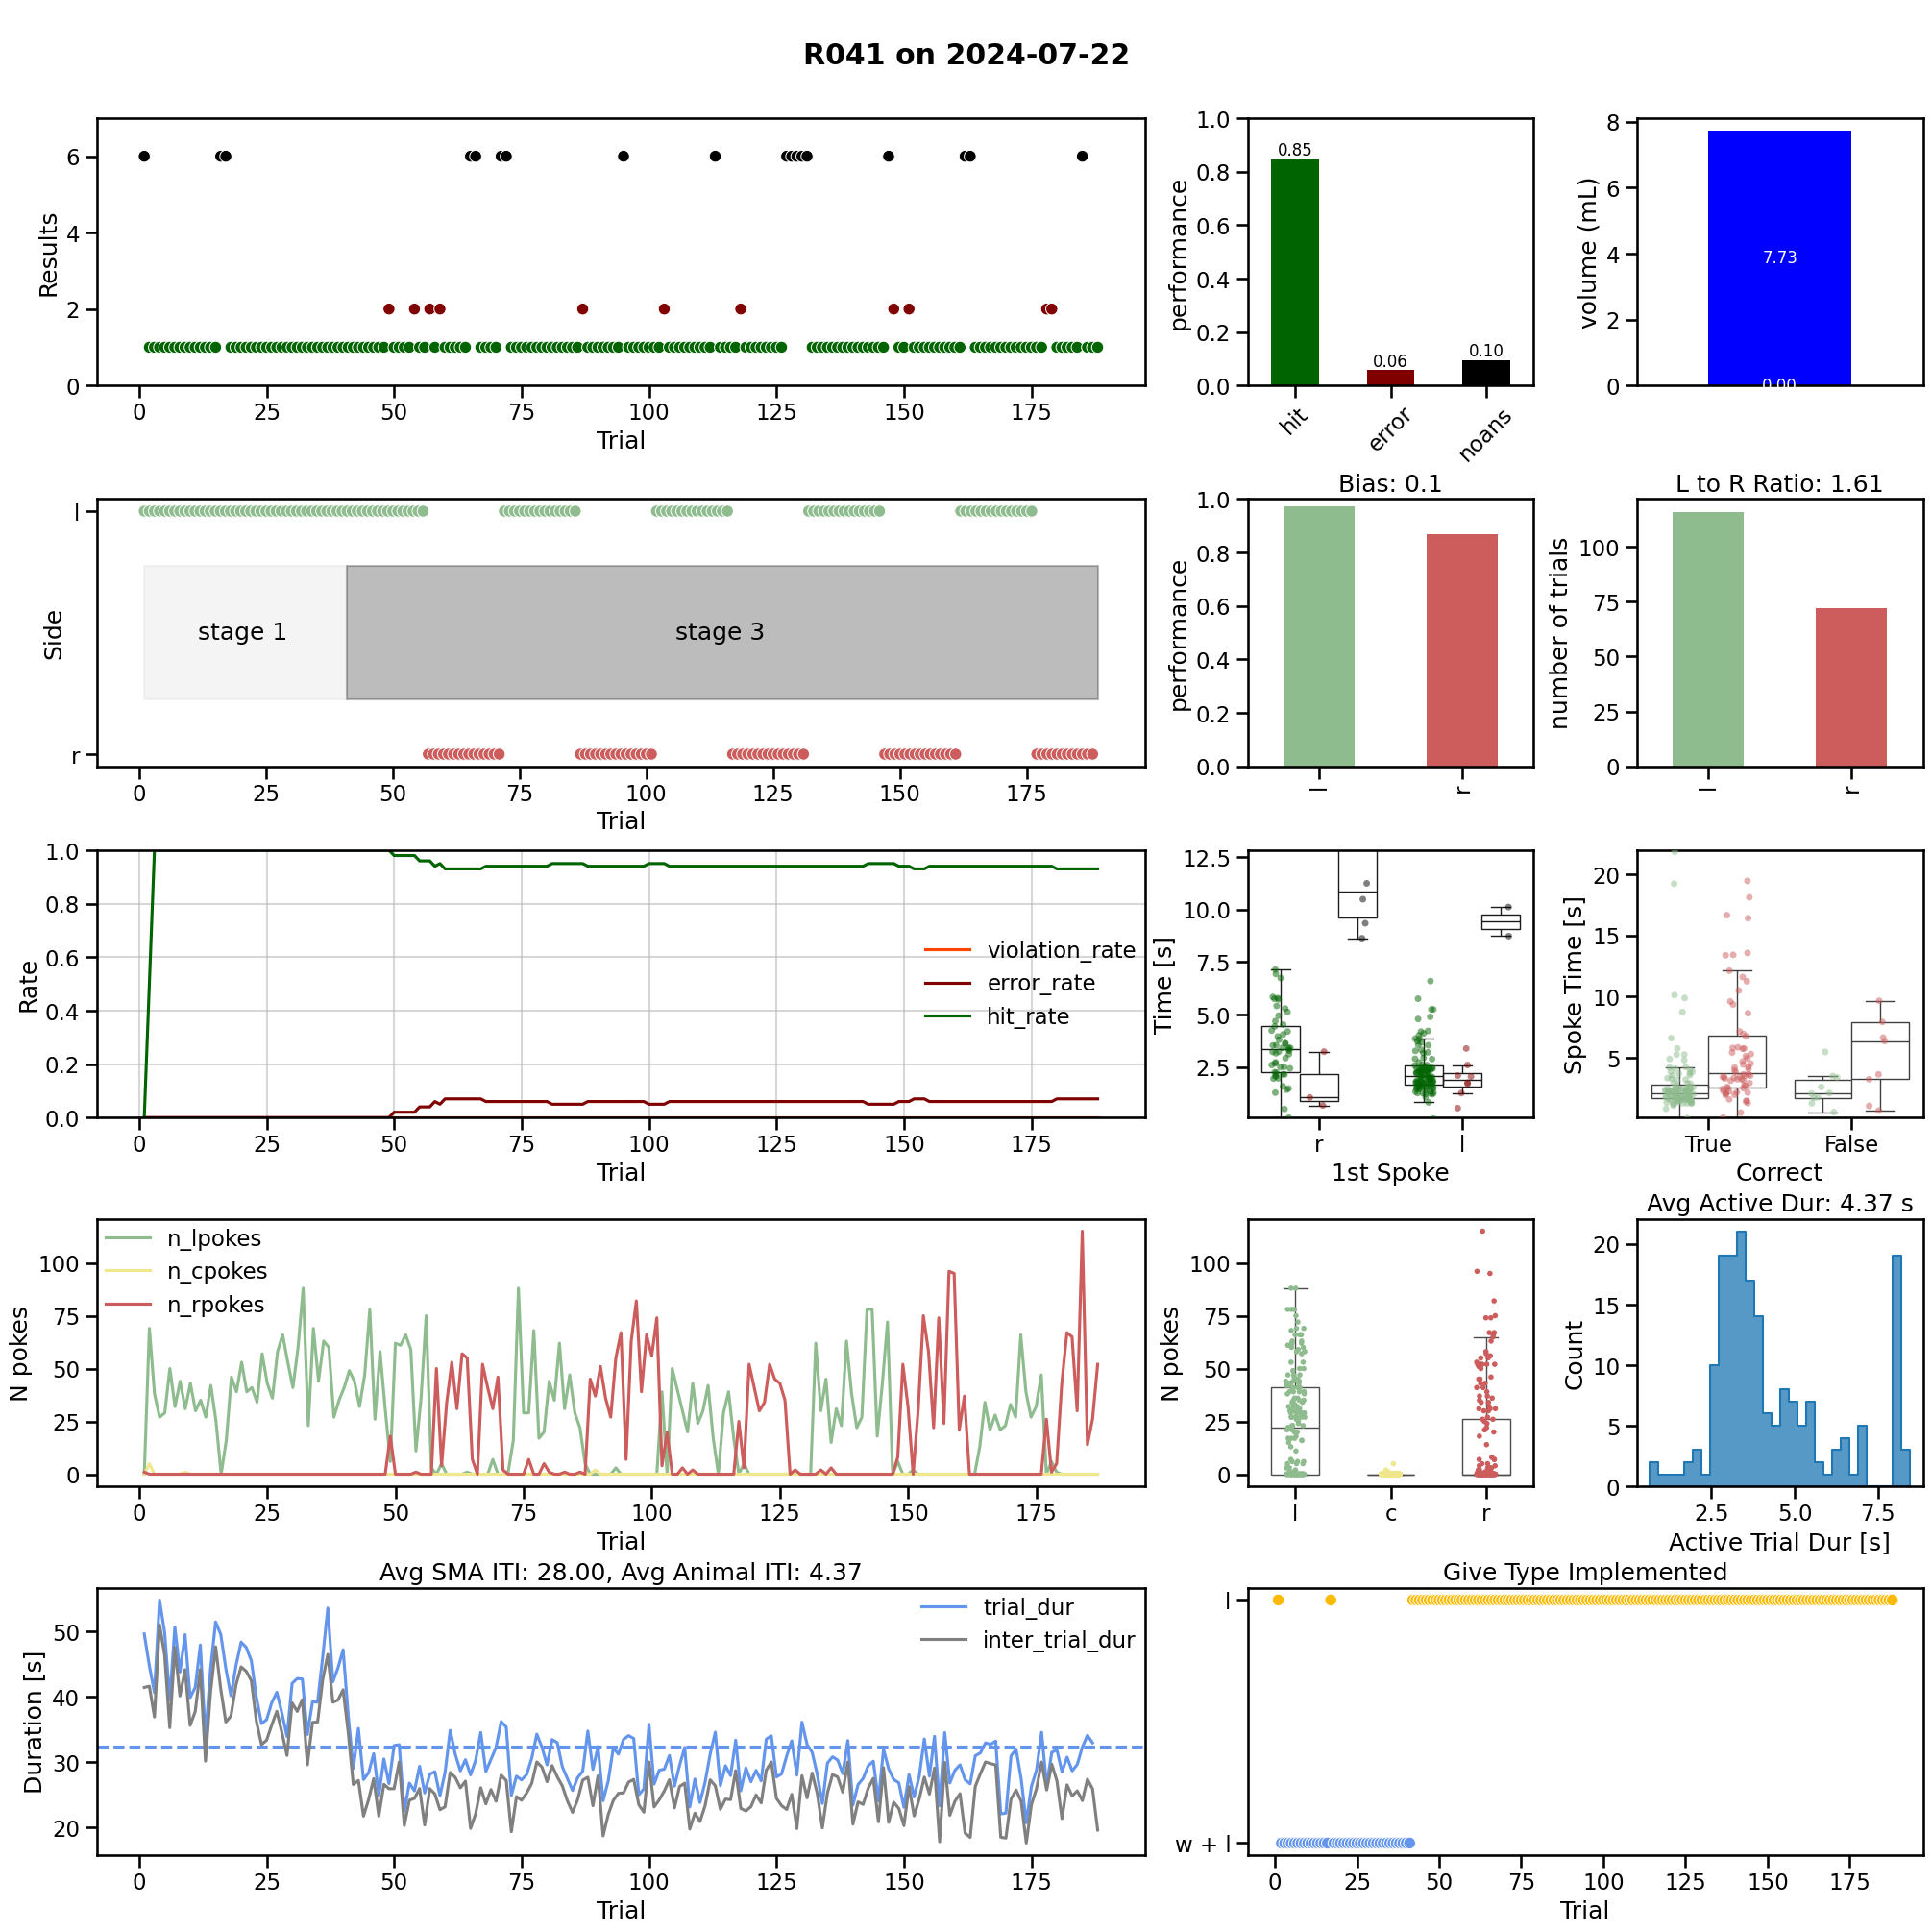 R041 on 2024-07-22
Results
6
4
2
0
0 25 50 75 100 125 150 175
Trial
performance
1.0
0.8
0.6
0.4
0.2
0.0
0.85
0.06
0.10
hit error noans
volume (mL)
8
6
4
2
0
7.73
0.00
Side
l
r
stage 1
stage 3
0 25 50 75 100 125 150 175
Trial
Bias: 0.1
performance
1.0
0.8
0.6
0.4
0.2
0.0
l r
L to R Ratio: 1.61
number of trials
100
75
50
25
0
l r
Rate
1.0
0.8
0.6
0.4
0.2
0.0
violation_rate
error_rate
hit_rate
0 25 50 75 100 125 150 175
Trial
Time [s]
12.5
10.0
7.5
5.0
2.5
r l
1st Spoke
Spoke Time [s]
20
15
10
5
True False
Correct
N pokes
100
75
50
25
0
n_lpokes
n_cpokes
n_rpokes
0 25 50 75 100 125 150 175
Trial
N pokes
100
75
50
25
0
l c r
Avg Active Dur: 4.37 s
Count
20
15
10
5
0
2.5 5.0 7.5
Active Trial Dur [s]
Avg SMA ITI: 28.00, Avg Animal ITI: 4.37
Duration [s]
50
40
30
20
trial_dur
inter_trial_dur
0 25 50 75 100 125 150 175
Trial
Give Type Implemented
l
w + l
0 25 50 75 100 125 150 175
Trial